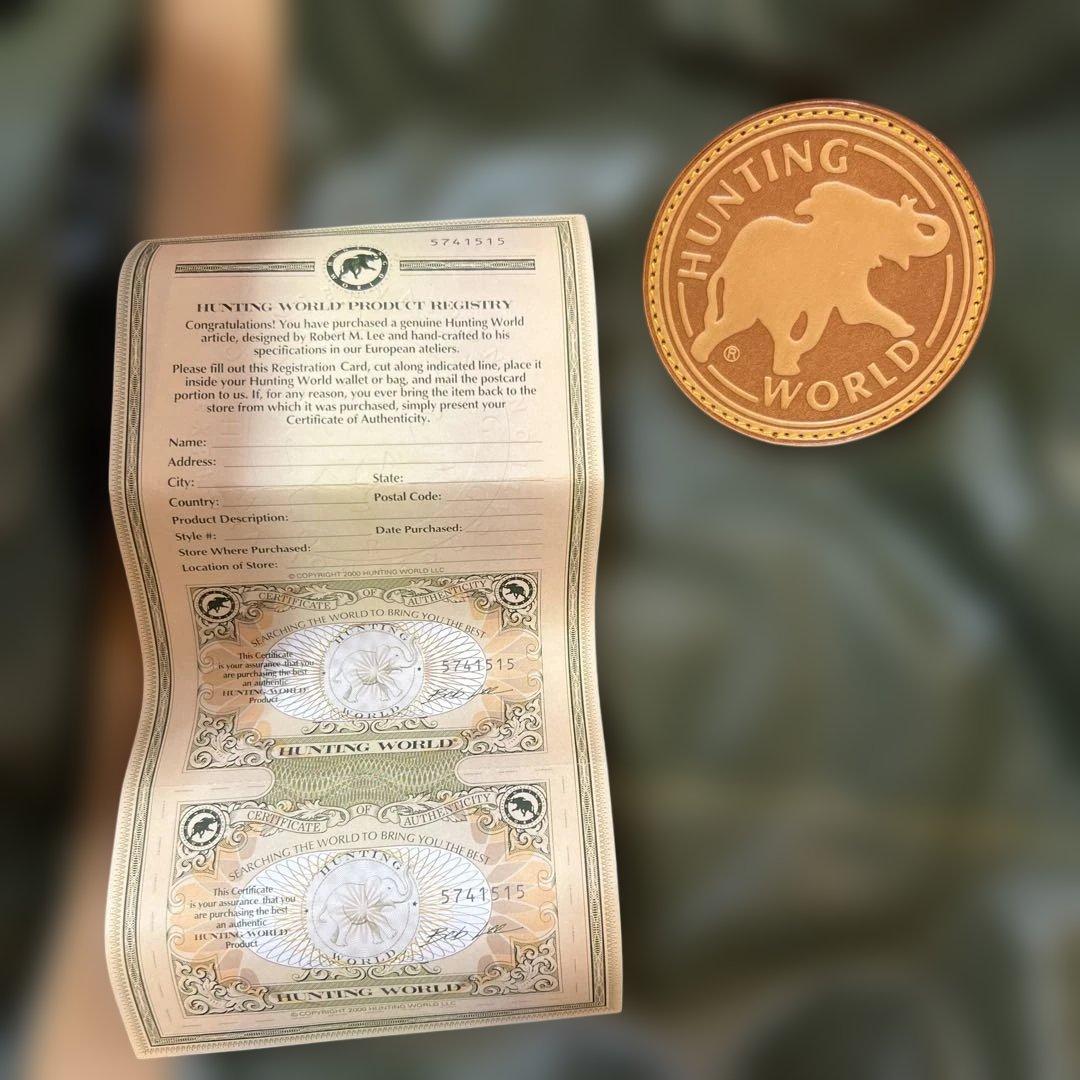 5741515
HUNTING WORLD
HUNTING WORLD® PRODUCT REGISTRY
Congratulations! You have purchased a genuine Hunting World
article, designed by Robert M. Lee and hand-crafted to his
specifications in our European ateliers.
Please fill out this Registration Card, cut along indicated line, place it
inside your Hunting World wallet or bag, and mail the postcard
portion to us. If, for any reason, you ever bring the item back to the
store from which it was purchased, simply present your
Certificate of Authenticity.
Name:
Address:
City: State:
Country: Postal Code:
Product Description:
Style #: Date Purchased:
Store Where Purchased:
Location of Store:
© COPYRIGHT 2000 HUNTING WORLD LLC
CERTIFICATE OF AUTHENTICITY
SEARCHING THE WORLD TO BRING YOU THE BEST
HUNTING
This Certificate
is your assurance that you
are purchasing the best
an authentic
HUNTING WORLD
Product
5741515
Bob Lee
WORLD
HUNTING WORLD®
CERTIFICATE OF AUTHENTICITY
SEARCHING THE WORLD TO BRING YOU THE BEST
HUNTING
This Certificate
is your assurance that you
are purchasing the best
an authentic
HUNTING WORLD
Product
5741515
Bob Lee
WORLD
HUNTING WORLD®
© COPYRIGHT 2000 HUNTING WORLD LLC
HUNTING
®
WORLD